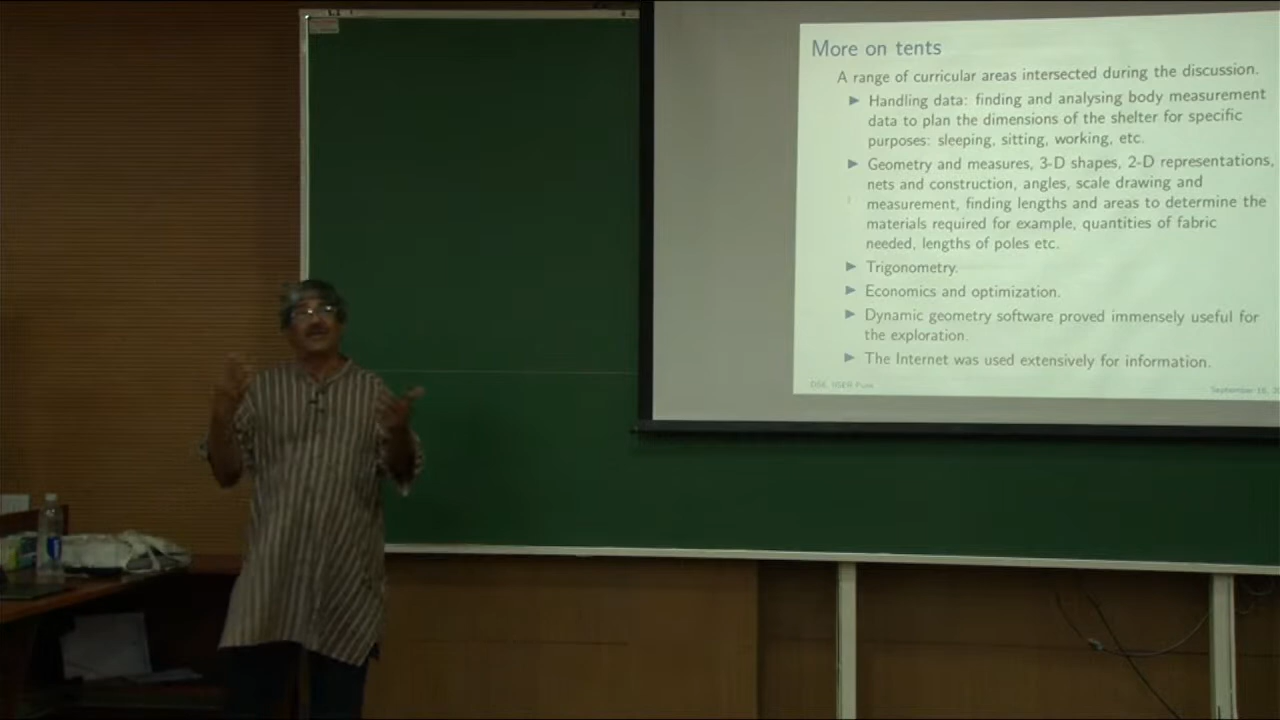 More on tents
A range of curricular areas intersected during the discussion.
▶ Handling data: finding and analysing body measurement
data to plan the dimensions of the shelter for specific
purposes: sleeping, sitting, working, etc.
▶ Geometry and measures, 3-D shapes, 2-D representations,
nets and construction, angles, scale drawing and
measurement, finding lengths and areas to determine the
materials required for example, quantities of fabric
needed, lengths of poles etc.
▶ Trigonometry.
▶ Economics and optimization.
▶ Dynamic geometry software proved immensely useful for
the exploration.
▶ The Internet was used extensively for information.
IISER Pune
September 16,